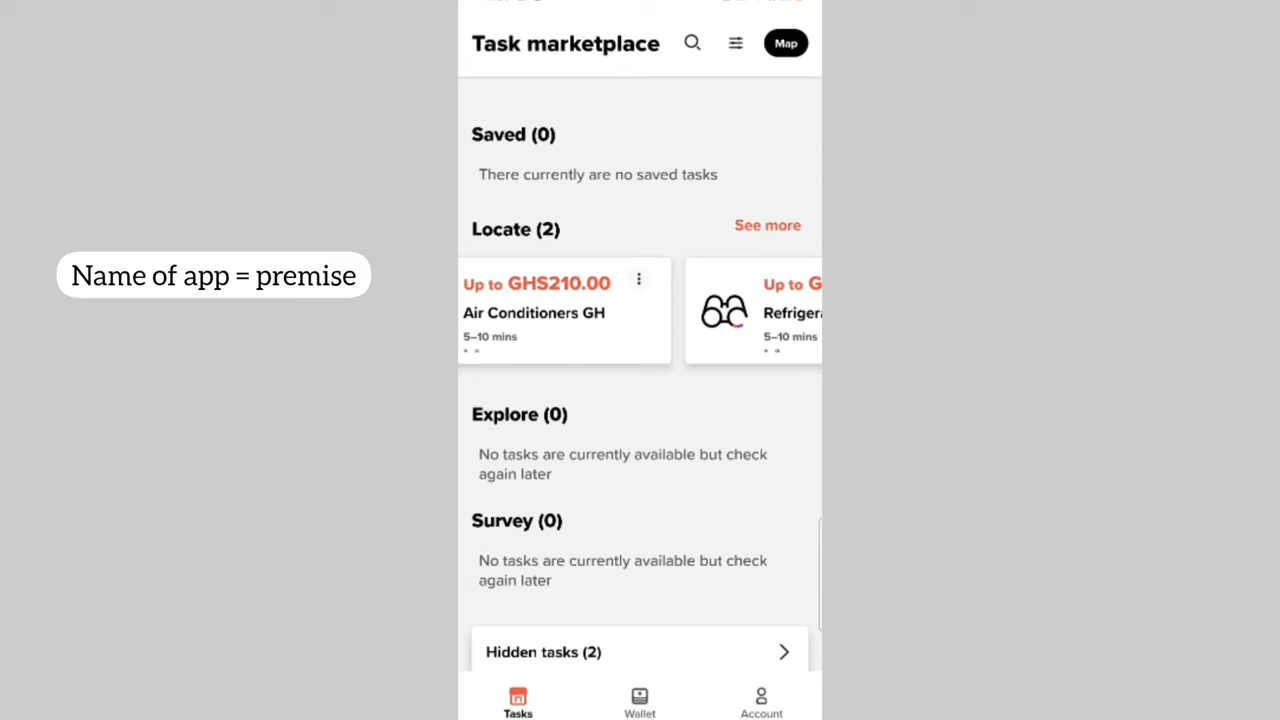 Task marketplace
Map
Saved (0)
There currently are no saved tasks
Locate (2)
See more
Name of app = premise
Up to GHS210.00
Air Conditioners GH
5–10 mins
Up to G
Refriger
5–10 mins
Explore (0)
No tasks are currently available but check
again later
Survey (0)
No tasks are currently available but check
again later
Hidden tasks (2)
Tasks
Wallet
Account